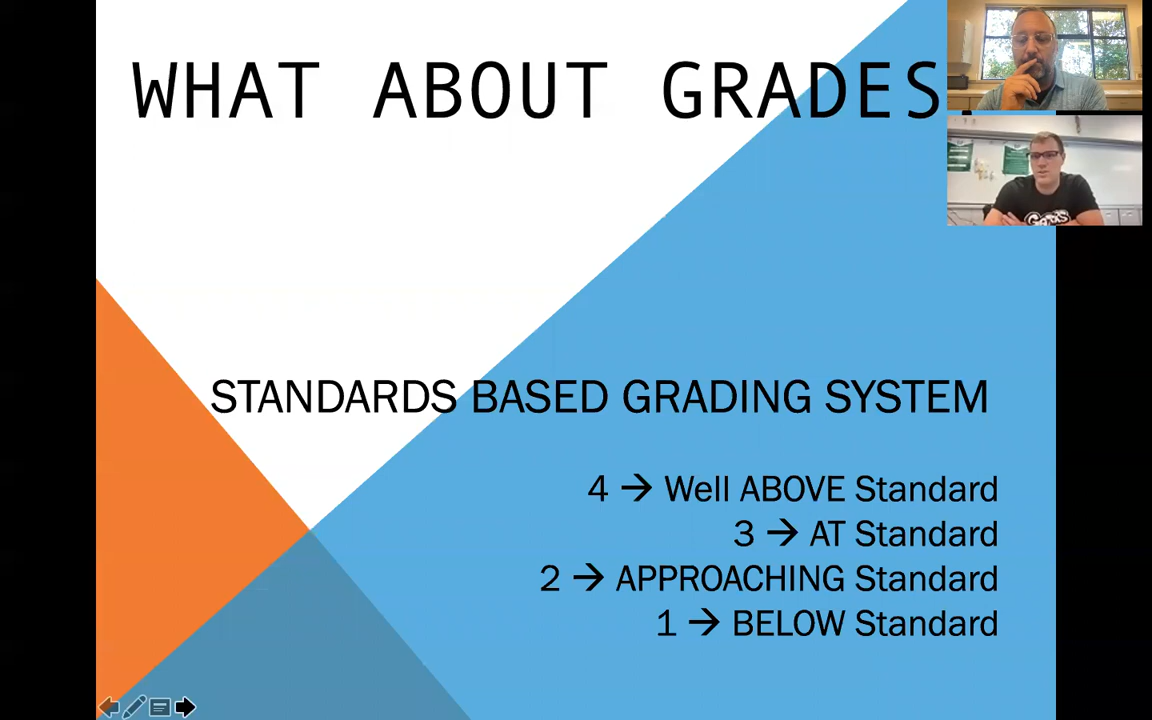 WHAT ABOUT GRADES
STANDARDS BASED GRADING SYSTEM
4 → Well ABOVE Standard
3 → AT Standard
2 → APPROACHING Standard
1 → BELOW Standard